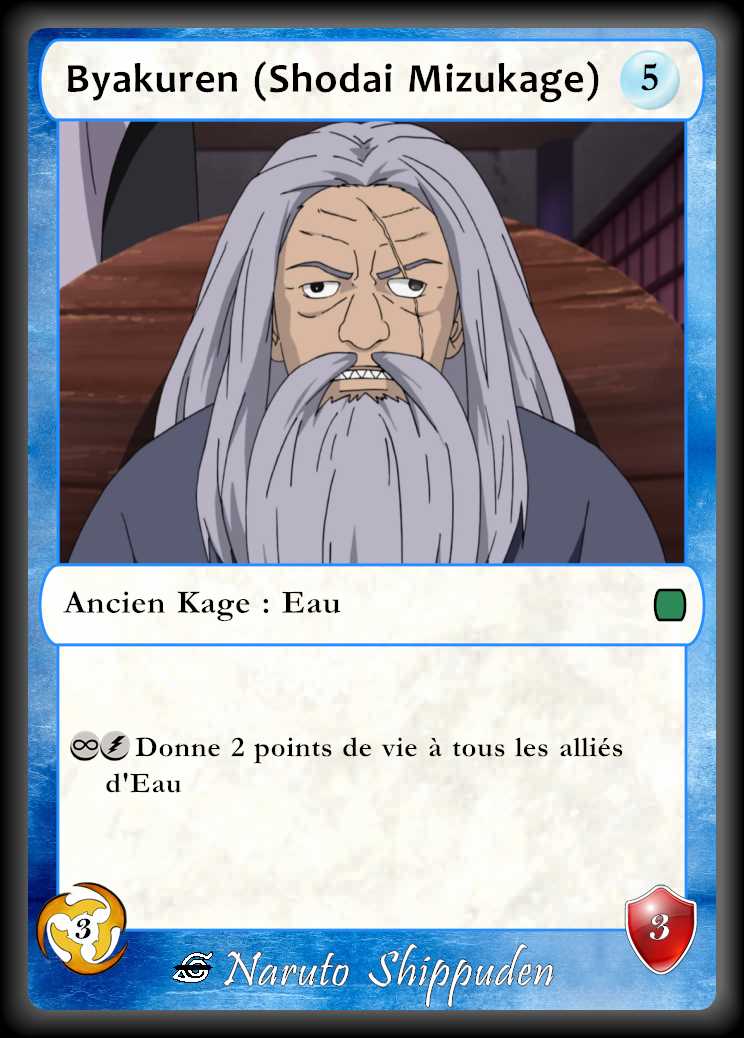 Byakuren (Shodai Mizukage) 5
Ancien Kage : Eau
Donne 2 points de vie à tous les alliés
d'Eau
3
3
Naruto Shippuden